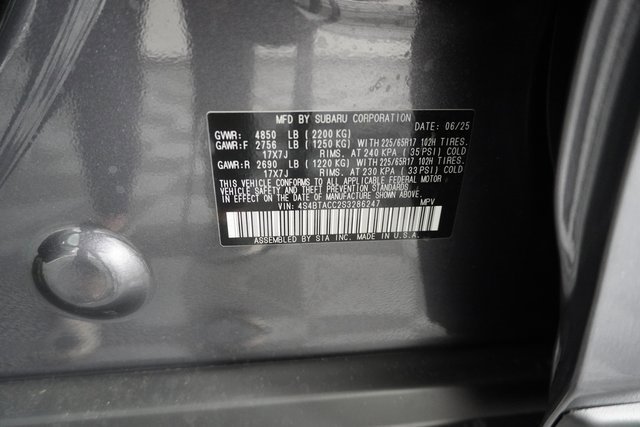 MFD BY SUBARU CORPORATION
DATE: 06/25
GVWR: 4850 LB (2200 KG)
GAWR:F 2756 LB (1250 KG) WITH 225/65R17 102H TIRES.
17X7J RIMS. AT 240 KPA (35 PSI) COLD
GAWR:R 2690 LB (1220 KG) WITH 225/65R17 102H TIRES.
17X7J RIMS. AT 230 KPA (33 PSI) COLD
THIS VEHICLE CONFORMS TO ALL APPLICABLE FEDERAL MOTOR
VEHICLE SAFETY AND THEFT PREVENTION STANDARDS
IN EFFECT ON THE DATE OF MANUFACTURE SHOWN ABOVE.
VIN: 4S4BTACC2S3286247 MPV
ASSEMBLED BY SIA INC. MADE IN U.S.A.